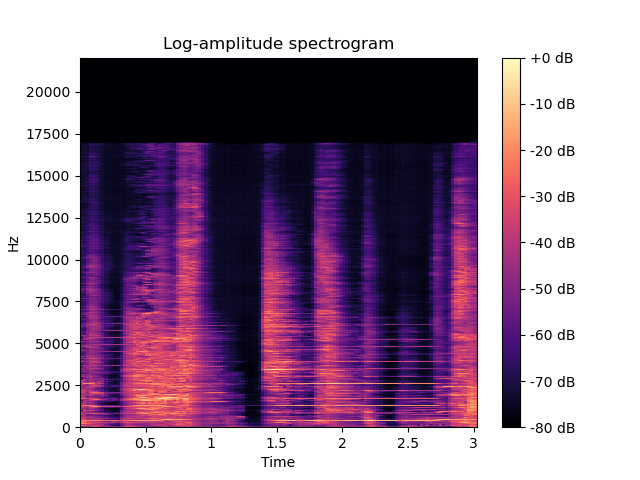 Log-amplitude spectrogram
20000
17500
15000
12500
10000
7500
5000
2500
0
Hz
0 0.5 1 1.5 2 2.5 3
Time
+0 dB
-10 dB
-20 dB
-30 dB
-40 dB
-50 dB
-60 dB
-70 dB
-80 dB